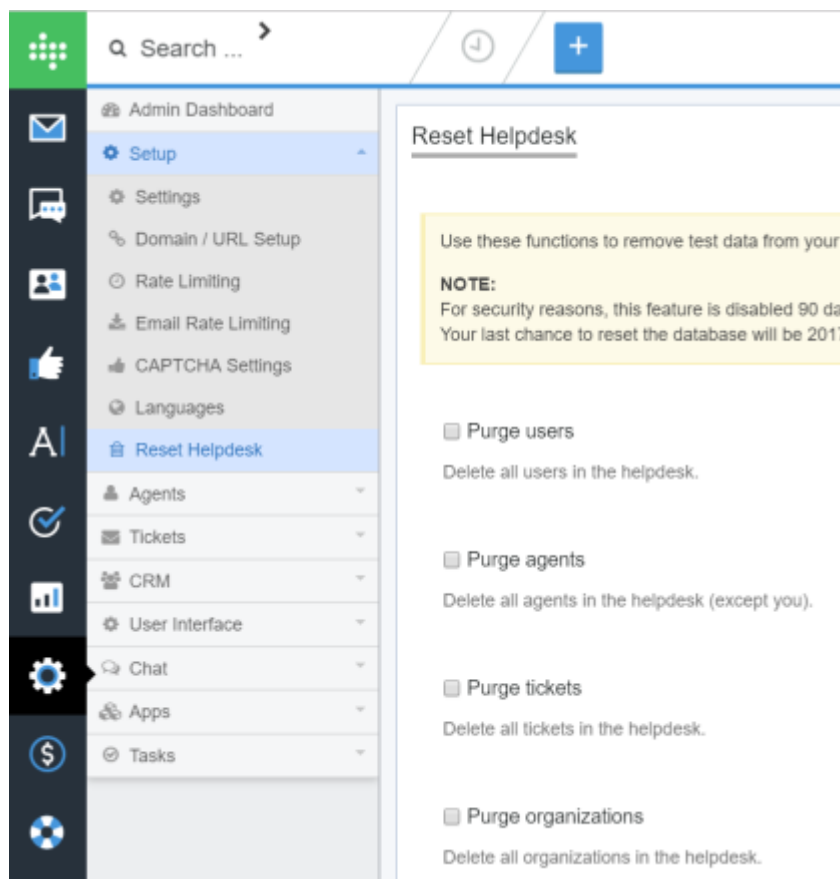 Search ...
+
Admin Dashboard
Setup
Settings
Domain / URL Setup
Rate Limiting
Email Rate Limiting
CAPTCHA Settings
Languages
Reset Helpdesk
Agents
Tickets
CRM
User Interface
Chat
Apps
Tasks
A
Reset Helpdesk
Use these functions to remove test data from your
NOTE:
For security reasons, this feature is disabled 90 da
Your last chance to reset the database will be 2017
Purge users
Delete all users in the helpdesk.
Purge agents
Delete all agents in the helpdesk (except you).
Purge tickets
Delete all tickets in the helpdesk.
Purge organizations
Delete all organizations in the helpdesk.